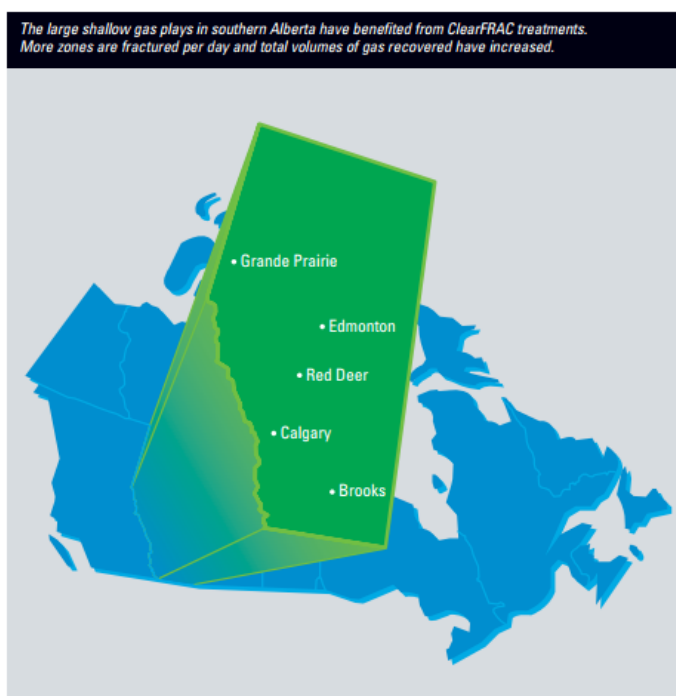 The large shallow gas plays in southern Alberta have benefited from ClearFRAC treatments.
More zones are fractured per day and total volumes of gas recovered have increased.
Grande Prairie
Edmonton
Red Deer
Calgary
Brooks